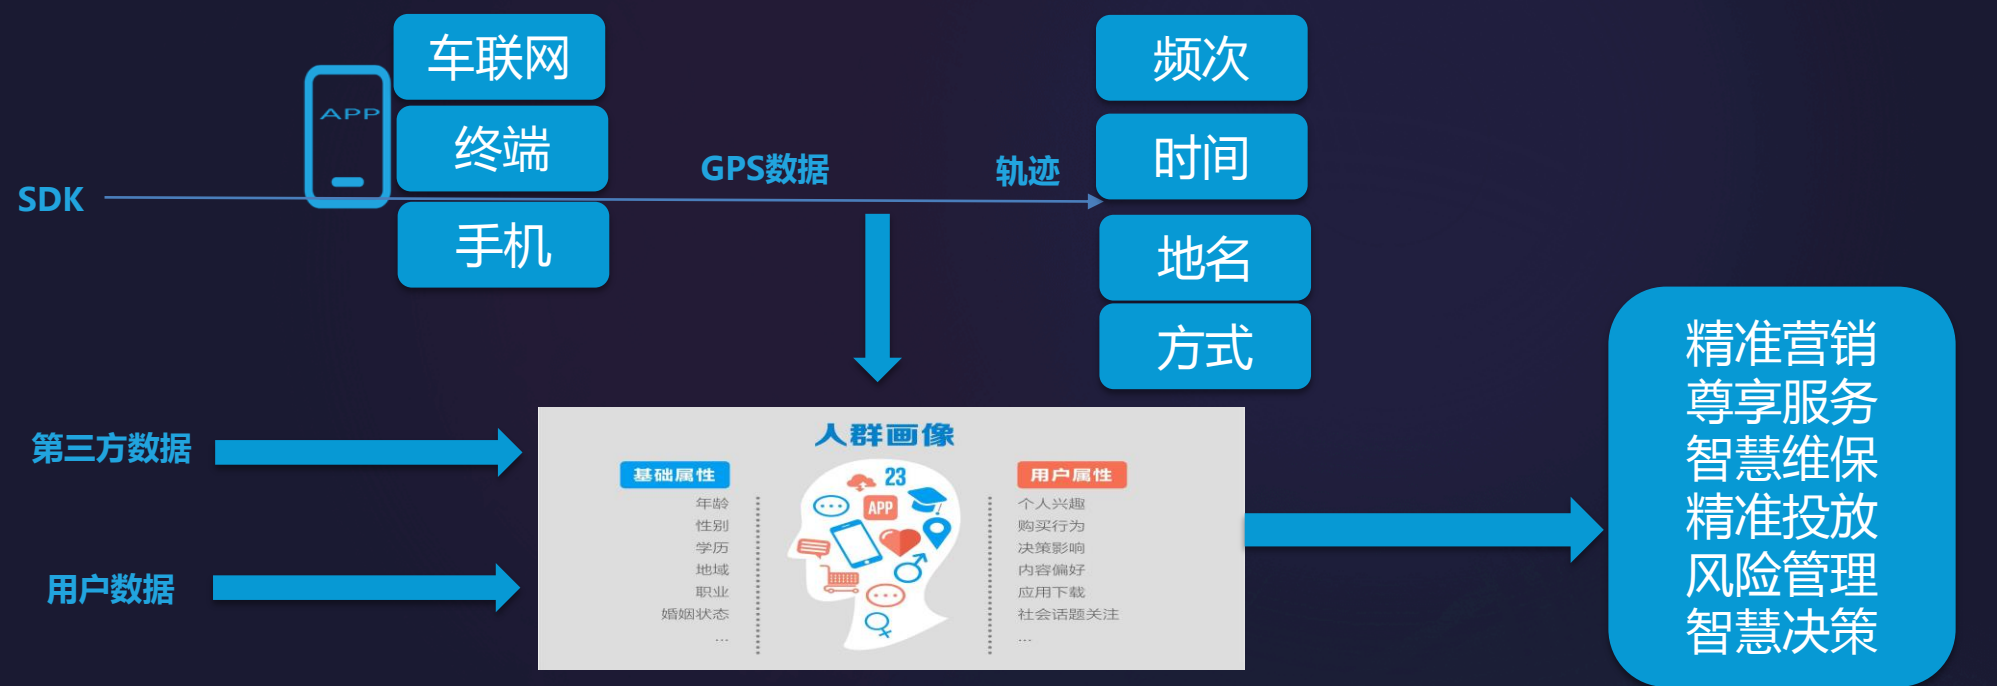 车联网
APP
终端
手机
SDK
GPS数据
轨迹
频次
时间
地名
方式
第三方数据
用户数据
人群画像
基础属性
年龄
性别
学历
地域
职业
婚姻状态
...
23
APP
用户属性
个人兴趣
购买行为
决策影响
内容偏好
应用下载
社会话题关注
...
精准营销
尊享服务
智慧维保
精准投放
风险管理
智慧决策